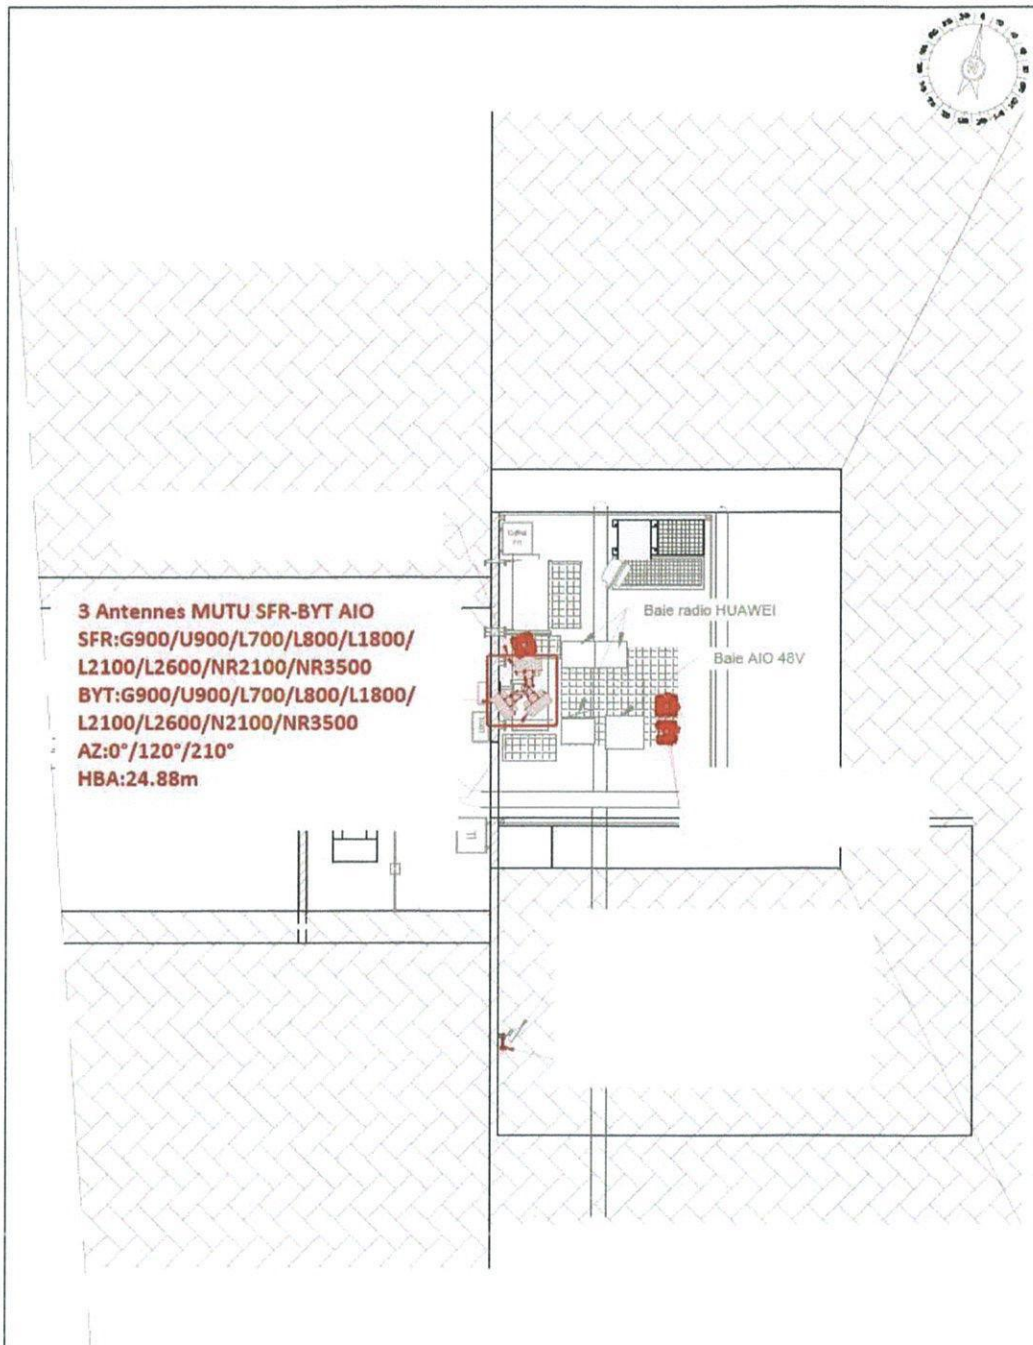 3 Antennes MUTU SFR-BYT AIO
SFR:G900/U900/L700/L800/L1800/
L2100/L2600/NR2100/NR3500
BYT:G900/U900/L700/L800/L1800/
L2100/L2600/N2100/NR3500
AZ:0°/120°/210°
HBA:24.88m
Baie radio HUAWEI
Baie AIO 48V